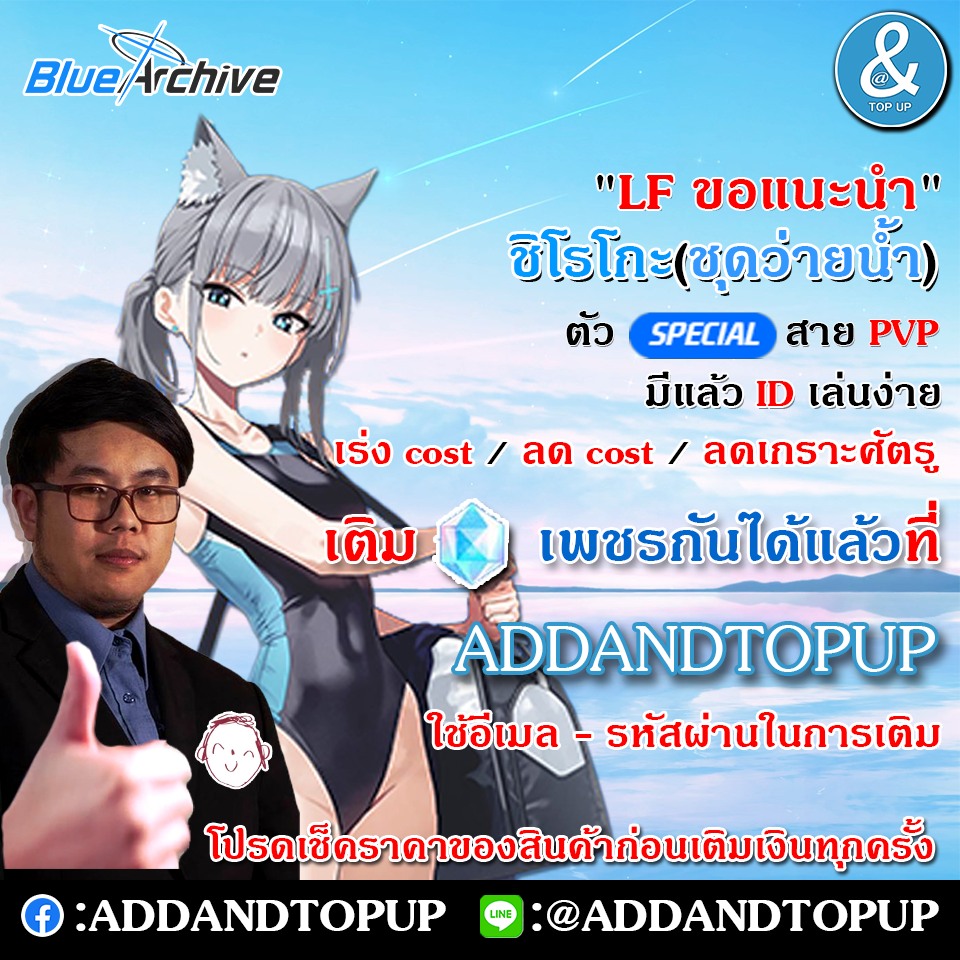 Blue Archive
&
@
TOP UP
"LF ขอแนะนำ"
ชิโรโกะ(ชุดว่ายน้ำ)
ตัว SPECIAL สาย PVP
มีแล้ว ID เล่นง่าย
เร่ง cost / ลด cost / ลดเกราะศัตรู
เติม เพชรกันได้แล้วที่
ADDANDTOPUP
ใช้อีเมล - รหัสผ่านในการเติม
โปรดเช็คราคาของสินค้าก่อนเติมเงินทุกครั้ง
f :ADDANDTOPUP LINE :@ADDANDTOPUP